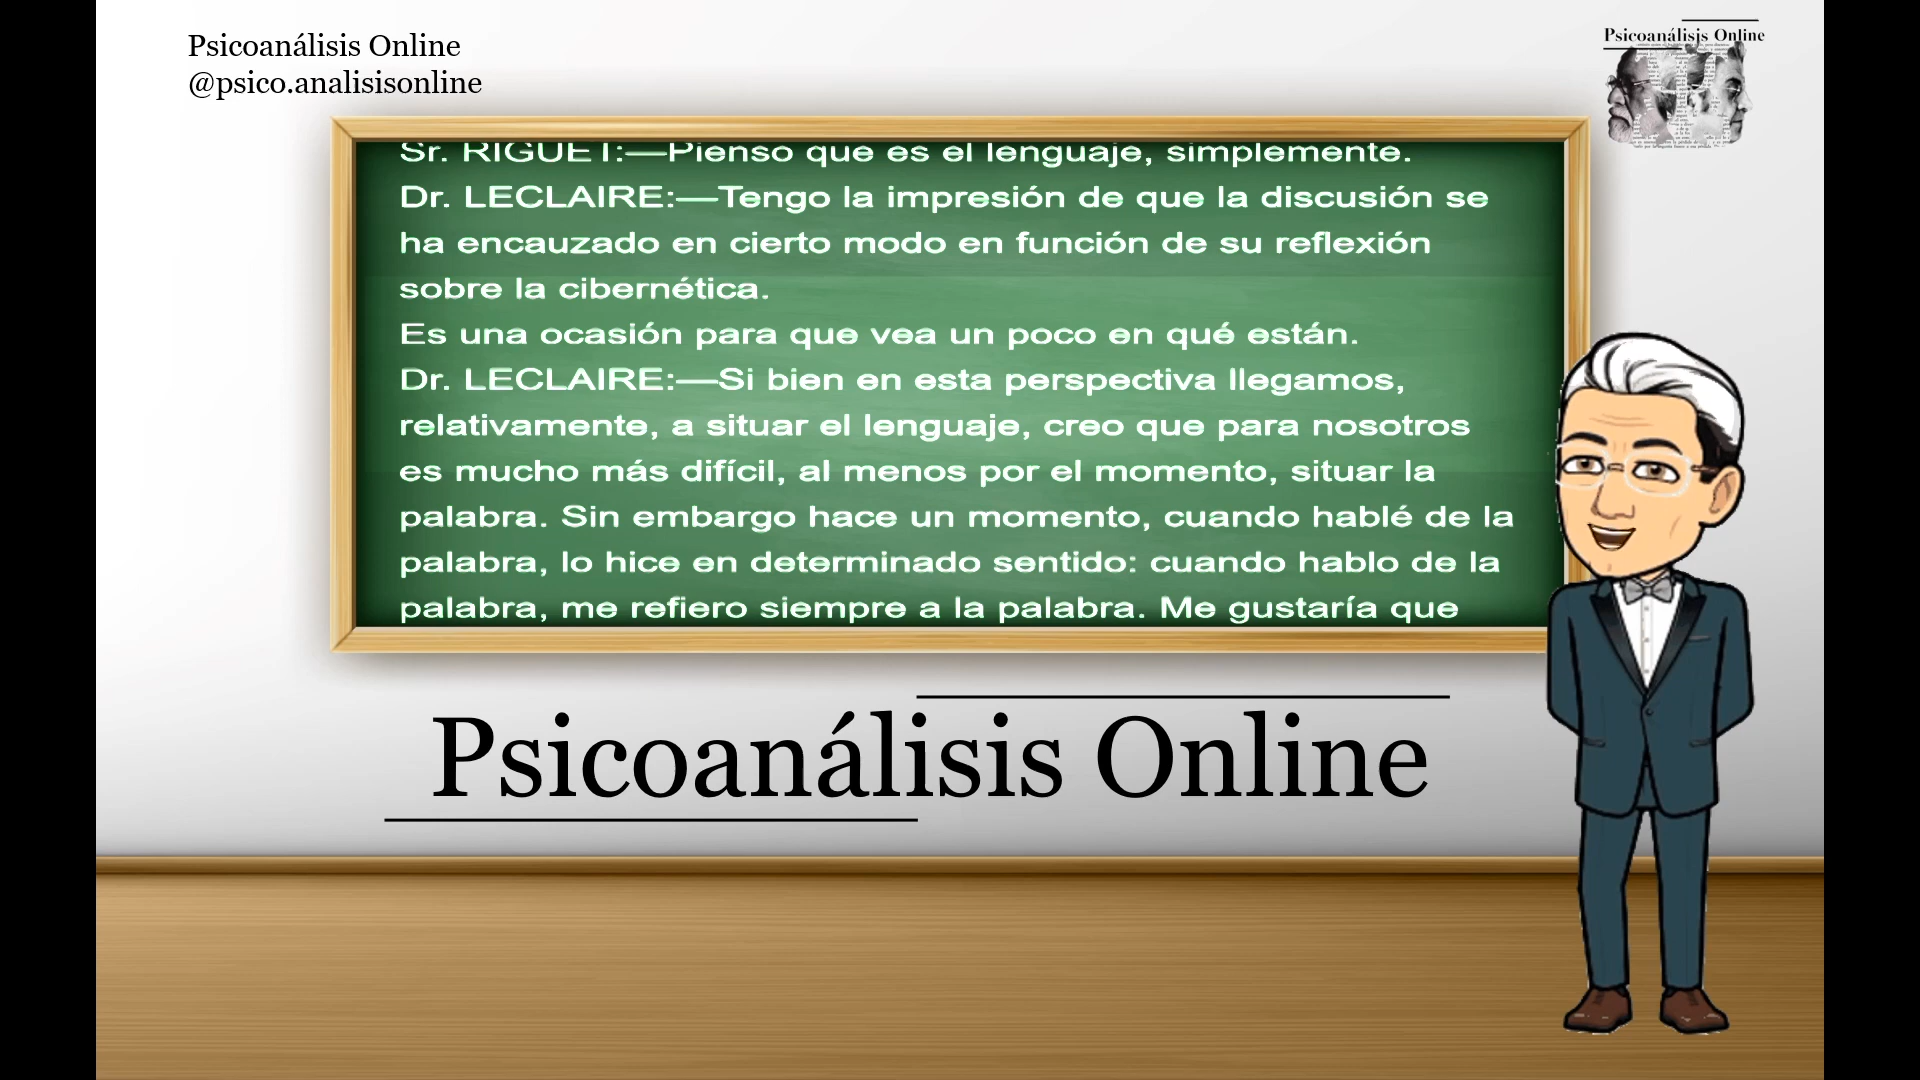 Psicoanálisis Online
@psico.analisisonline
Psicoanálisis Online
Sr. RIGUET:—Pienso que es el lenguaje, simplemente.
Dr. LECLAIRE:—Tengo la impresión de que la discusión se
ha encauzado en cierto modo en función de su reflexión
sobre la cibernética.
Es una ocasión para que vea un poco en qué están.
Dr. LECLAIRE:—Si bien en esta perspectiva llegamos,
relativamente, a situar el lenguaje, creo que para nosotros
es mucho más difícil, al menos por el momento, situar la
palabra. Sin embargo hace un momento, cuando hablé de la
palabra, lo hice en determinado sentido: cuando hablo de la
palabra, me refiero siempre a la palabra. Me gustaría que
Psicoanálisis Online